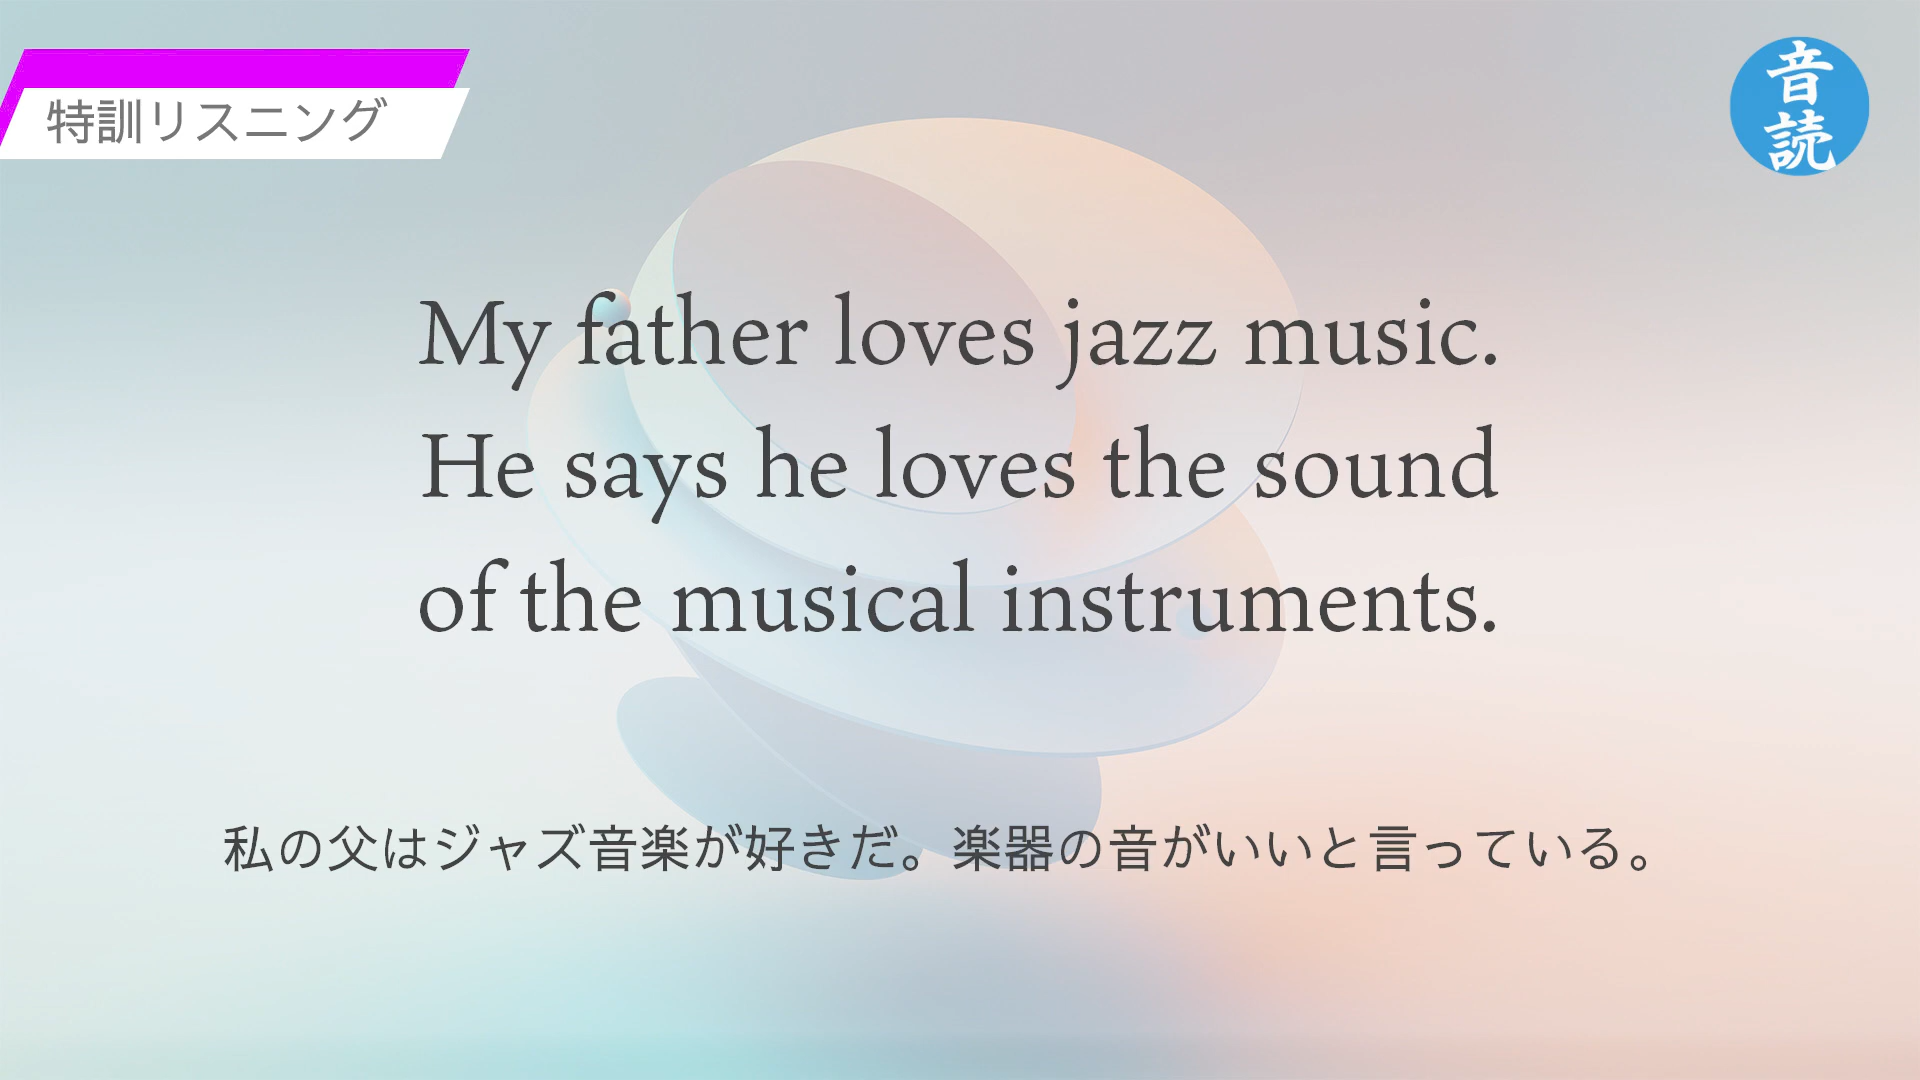 特訓リスニング
音読
My father loves jazz music.
He says he loves the sound
of the musical instruments.
私の父はジャズ音楽が好きだ。楽器の音がいいと言っている。